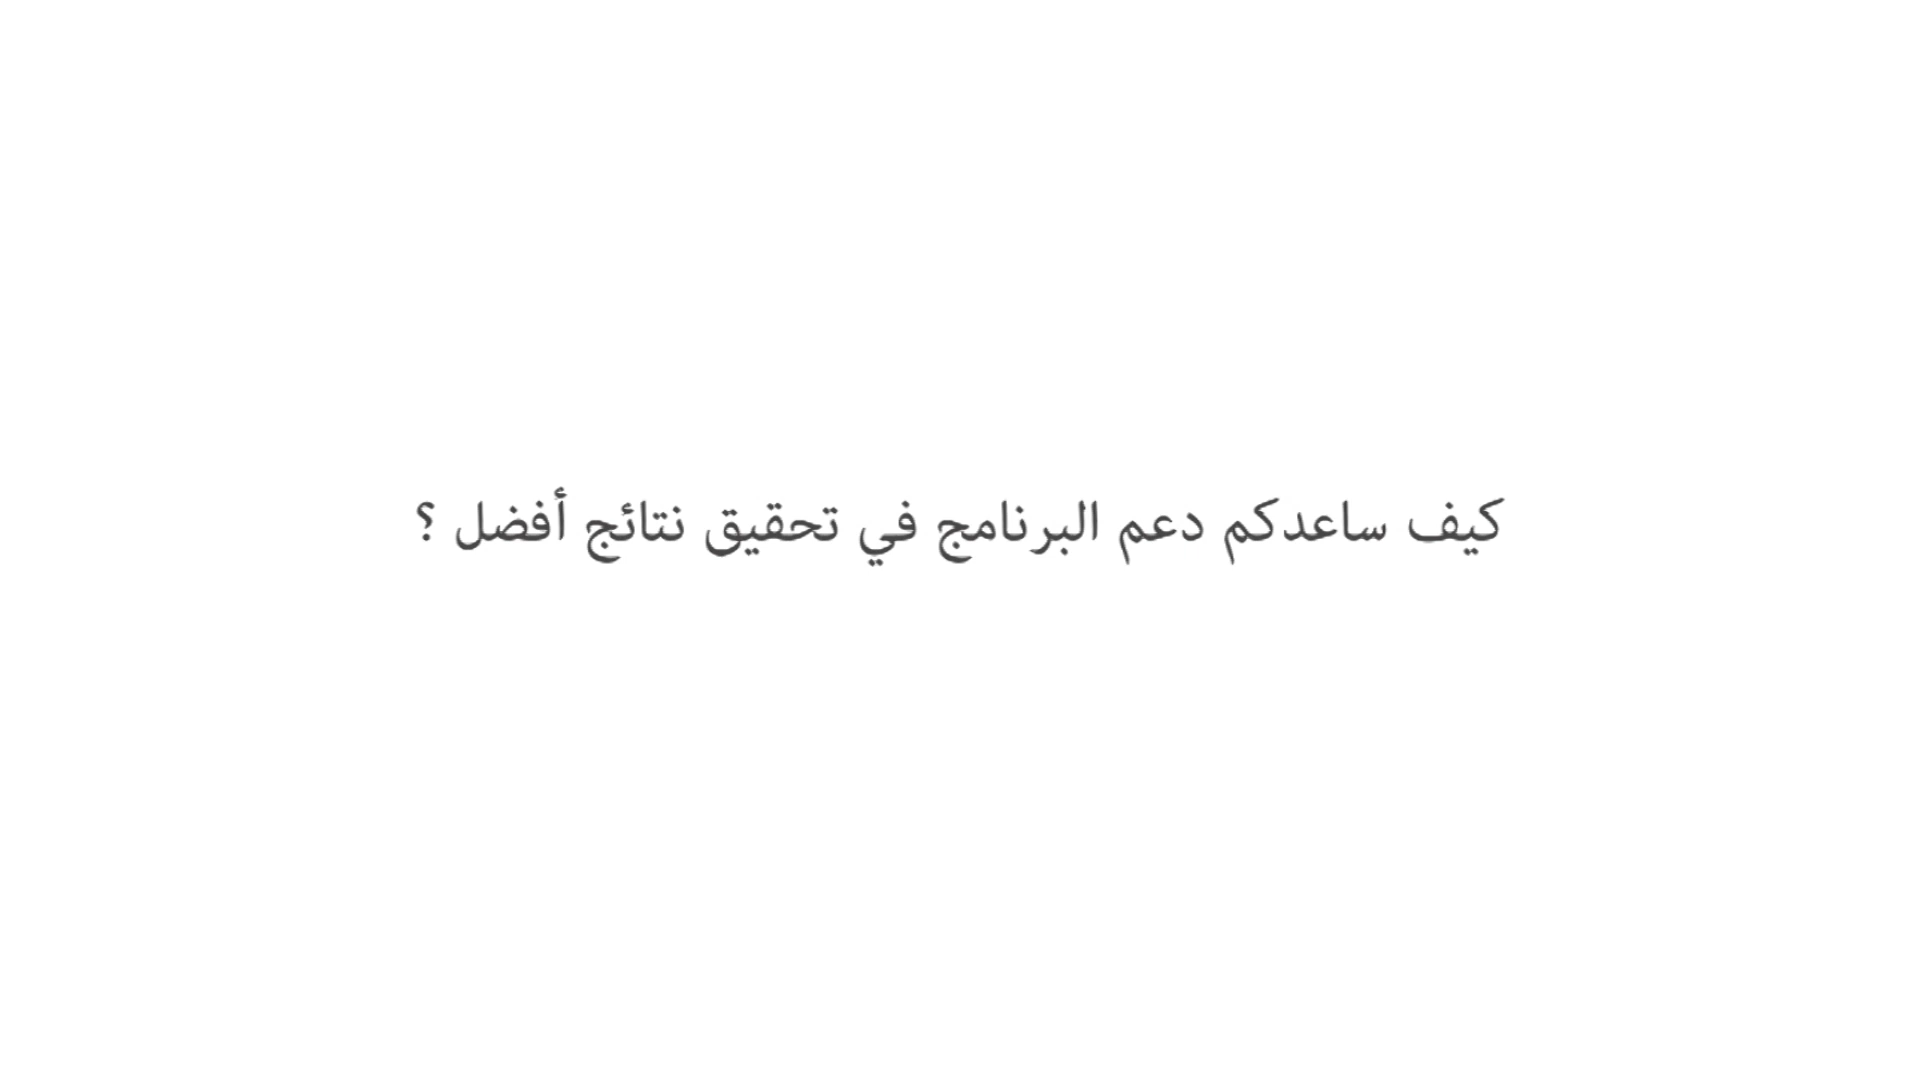 كيف ساعدكم دعم البرنامج في تحقيق نتائج أفضل ؟